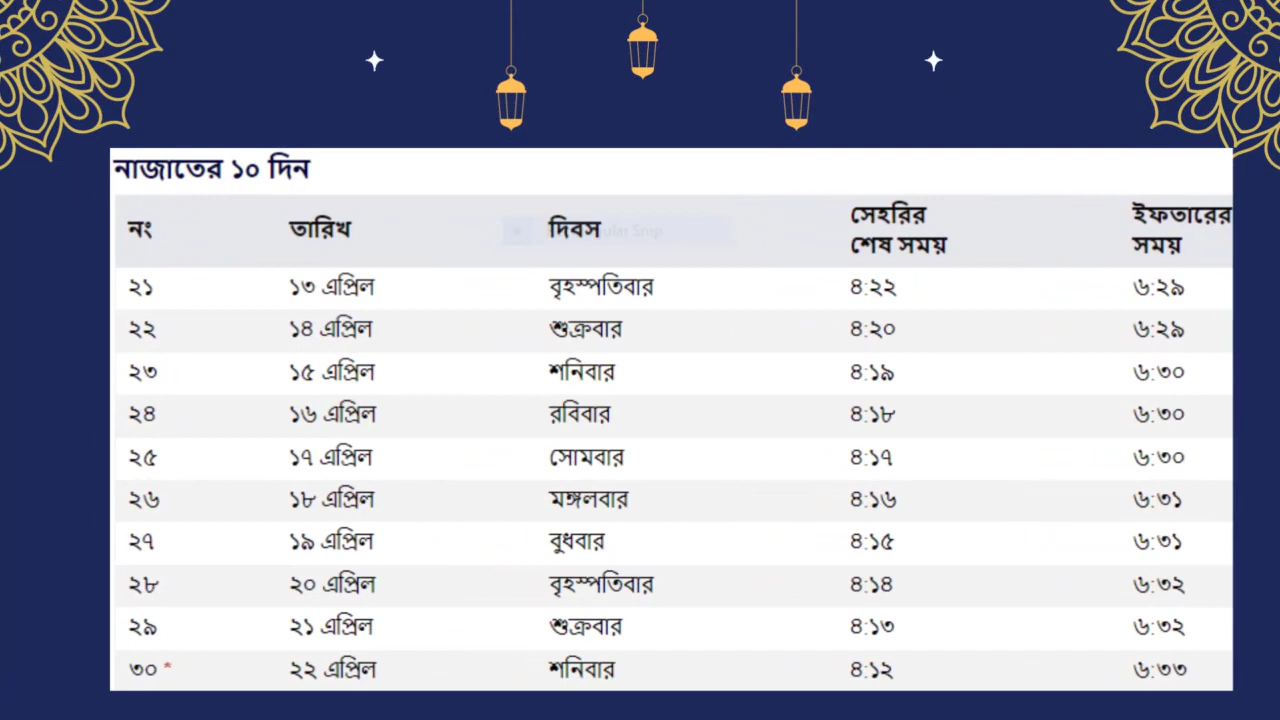 নাজাতের ১০ দিন
নং তারিখ দিবস সেহরির শেষ সময় ইফতারের সময়
২১ ১৩ এপ্রিল বৃহস্পতিবার ৪:২২ ৬:২৯
২২ ১৪ এপ্রিল শুক্রবার ৪:২০ ৬:২৯
২৩ ১৫ এপ্রিল শনিবার ৪:১৯ ৬:৩০
২৪ ১৬ এপ্রিল রবিবার ৪:১৮ ৬:৩০
২৫ ১৭ এপ্রিল সোমবার ৪:১৭ ৬:৩০
২৬ ১৮ এপ্রিল মঙ্গলবার ৪:১৬ ৬:৩১
২৭ ১৯ এপ্রিল বুধবার ৪:১৫ ৬:৩১
২৮ ২০ এপ্রিল বৃহস্পতিবার ৪:১৪ ৬:৩২
২৯ ২১ এপ্রিল শুক্রবার ৪:১৩ ৬:৩২
৩০ * ২২ এপ্রিল শনিবার ৪:১২ ৬:৩৩